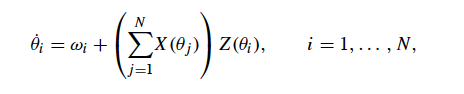 θ̇ᵢ = ωᵢ + (∑ⱼ₌₁ᴺ X(θⱼ)) Z(θᵢ), i = 1, . . . , N,